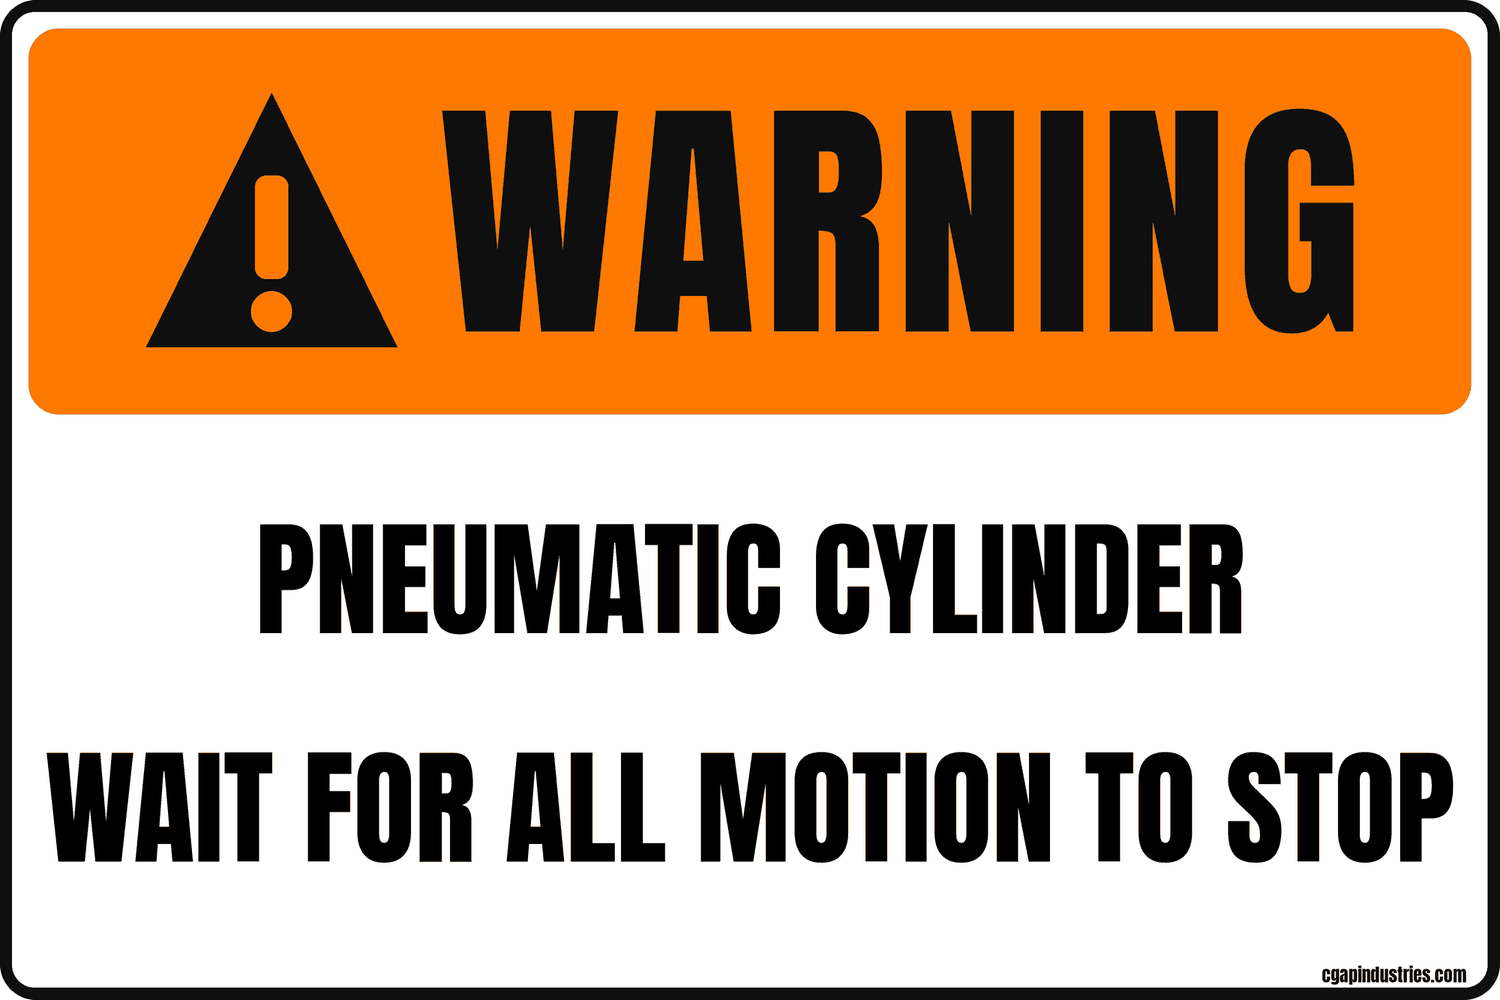 WARNING
PNEUMATIC CYLINDER
WAIT FOR ALL MOTION TO STOP
cgapindustries.com